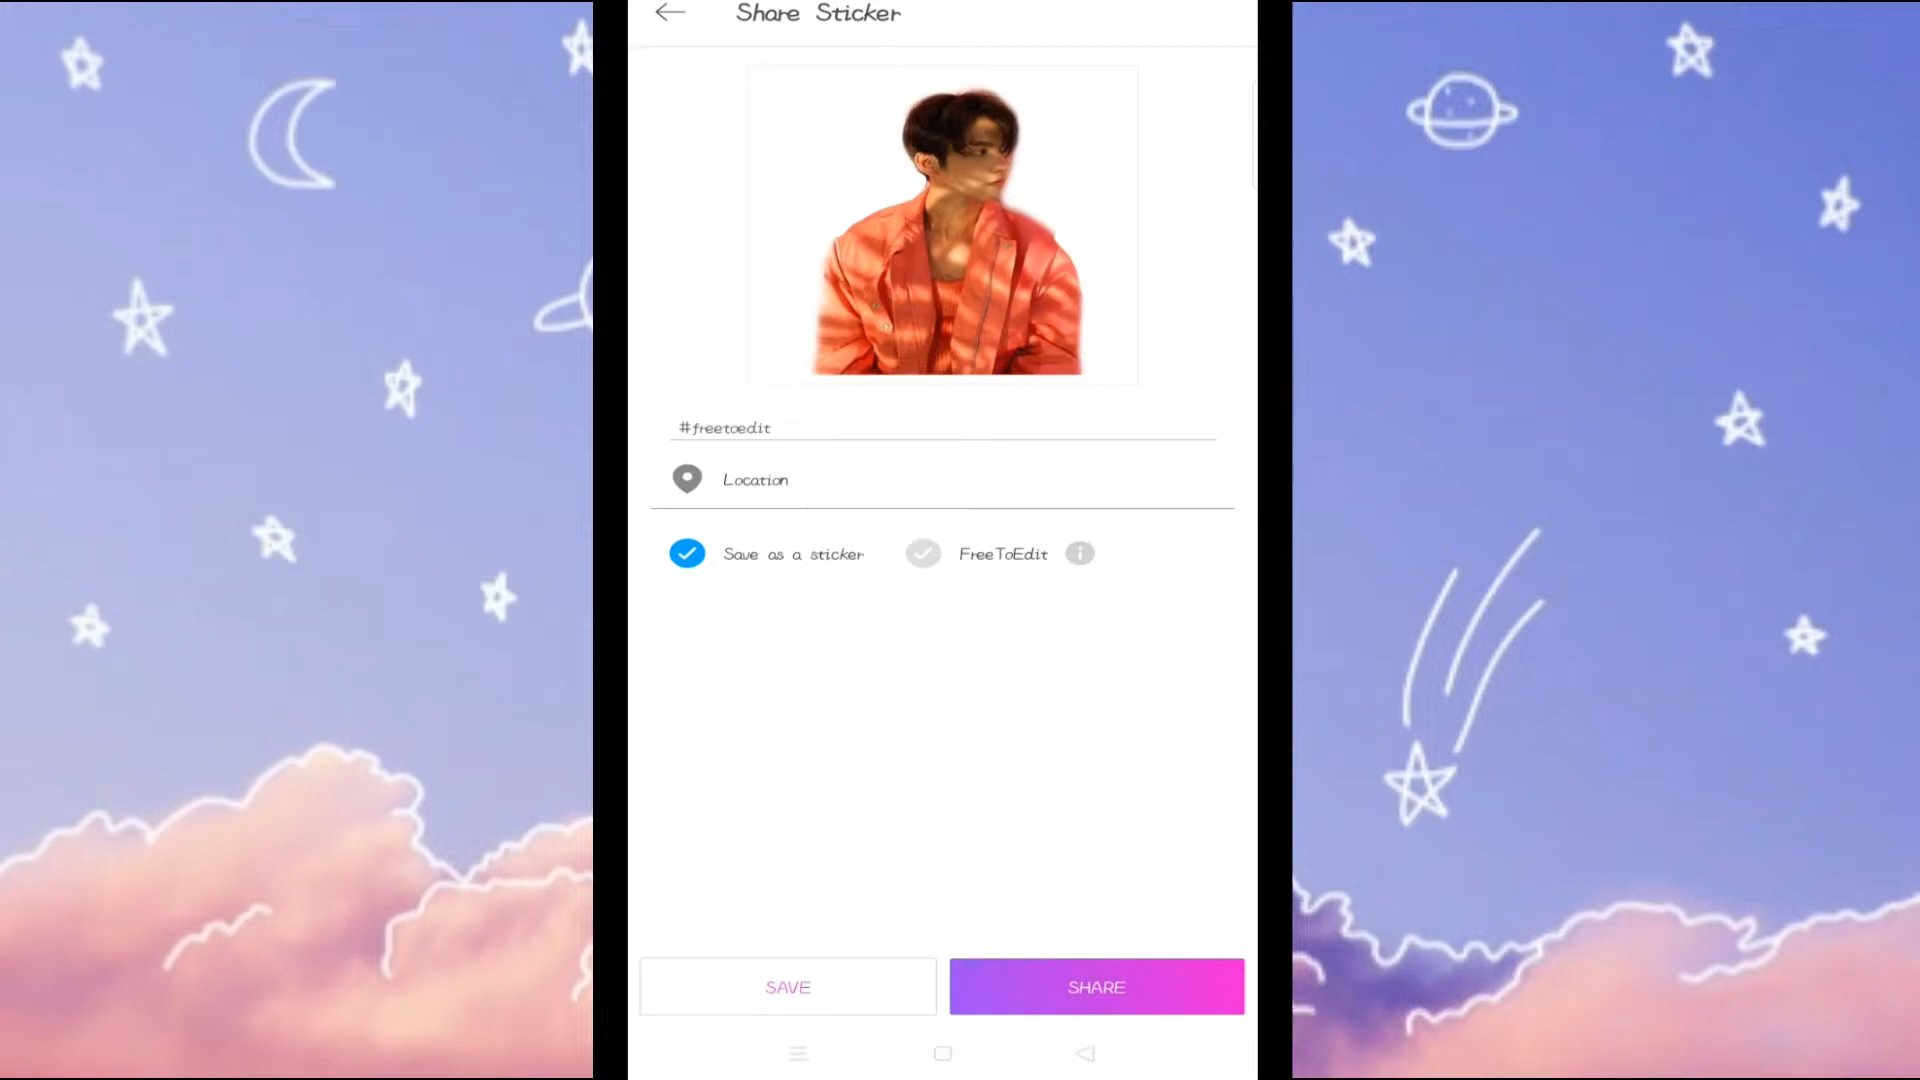 Share Sticker
#freetoedit
Location
Save as a sticker
FreeToEdit
SAVE
SHARE